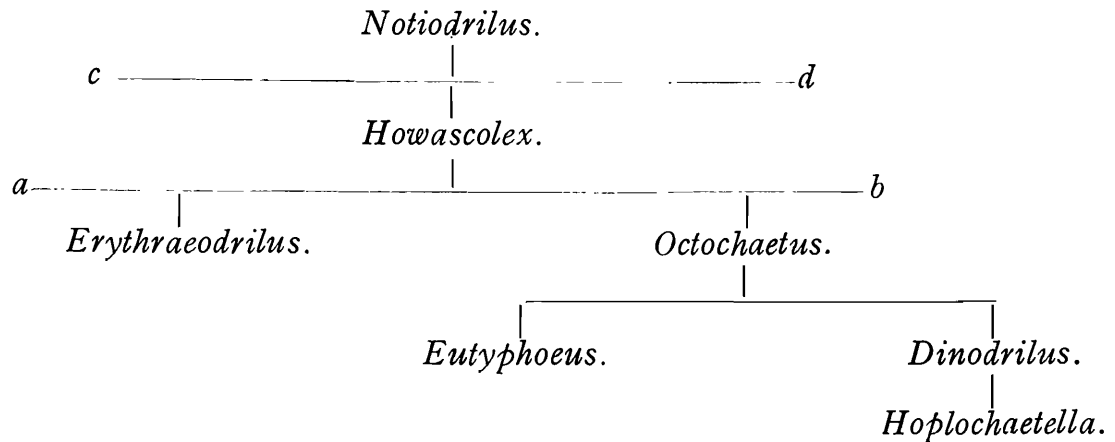 Notiodrilus.
c d
Howascolex.
a b
Erythraeodrilus. Octochaetus.
Eutyphoeus. Dinodrilus.
Hoplochaetella.